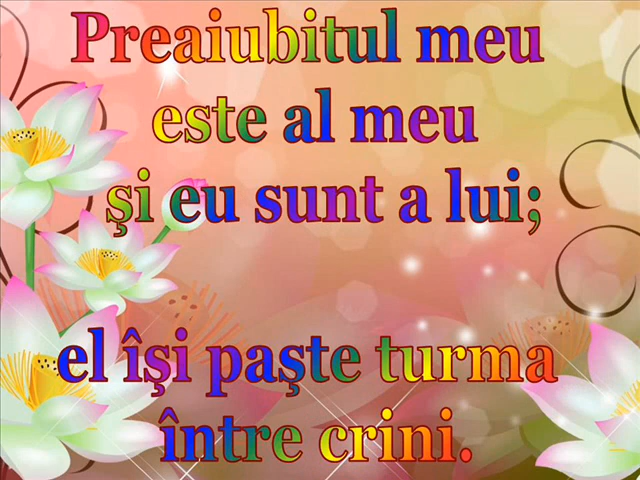 Preaiubitul meu
este al meu
şi eu sunt a lui;
el îşi paşte turma
între crini.